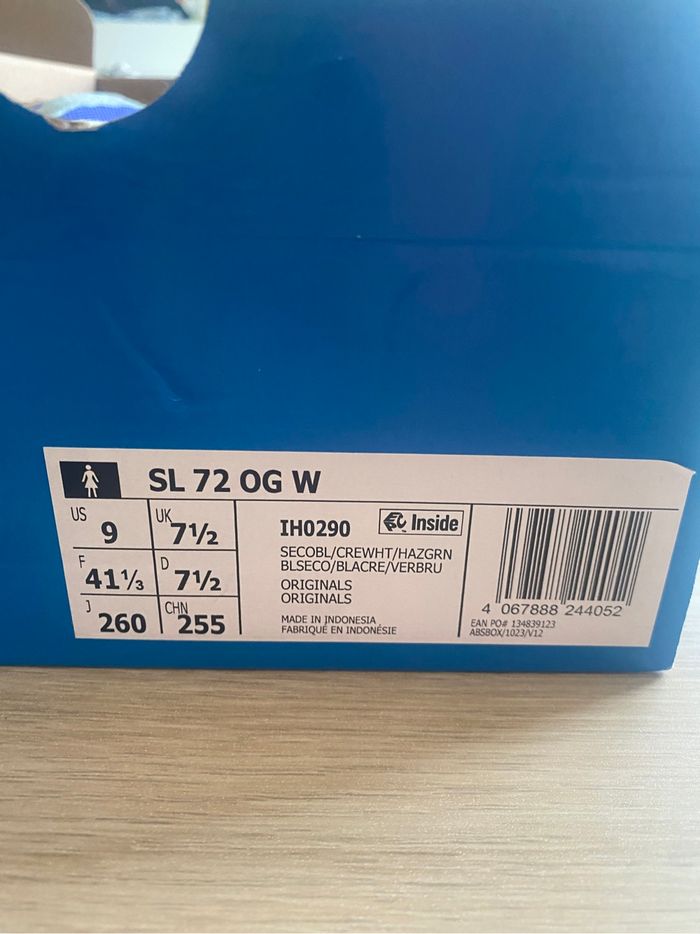 SL 72 OG W
US 9 UK 7½
F 41⅓ D 7½
J 260 CHN 255
IH0290 Inside
SECOBL/CREWHT/HAZGRN
BLSECO/BLACRE/VERBRU
ORIGINALS
ORIGINALS
MADE IN INDONESIA
FABRIQUÉ EN INDONÉSIE
4 067888 244052
EAN PO# 134839123
ABSBOX/1023/V12